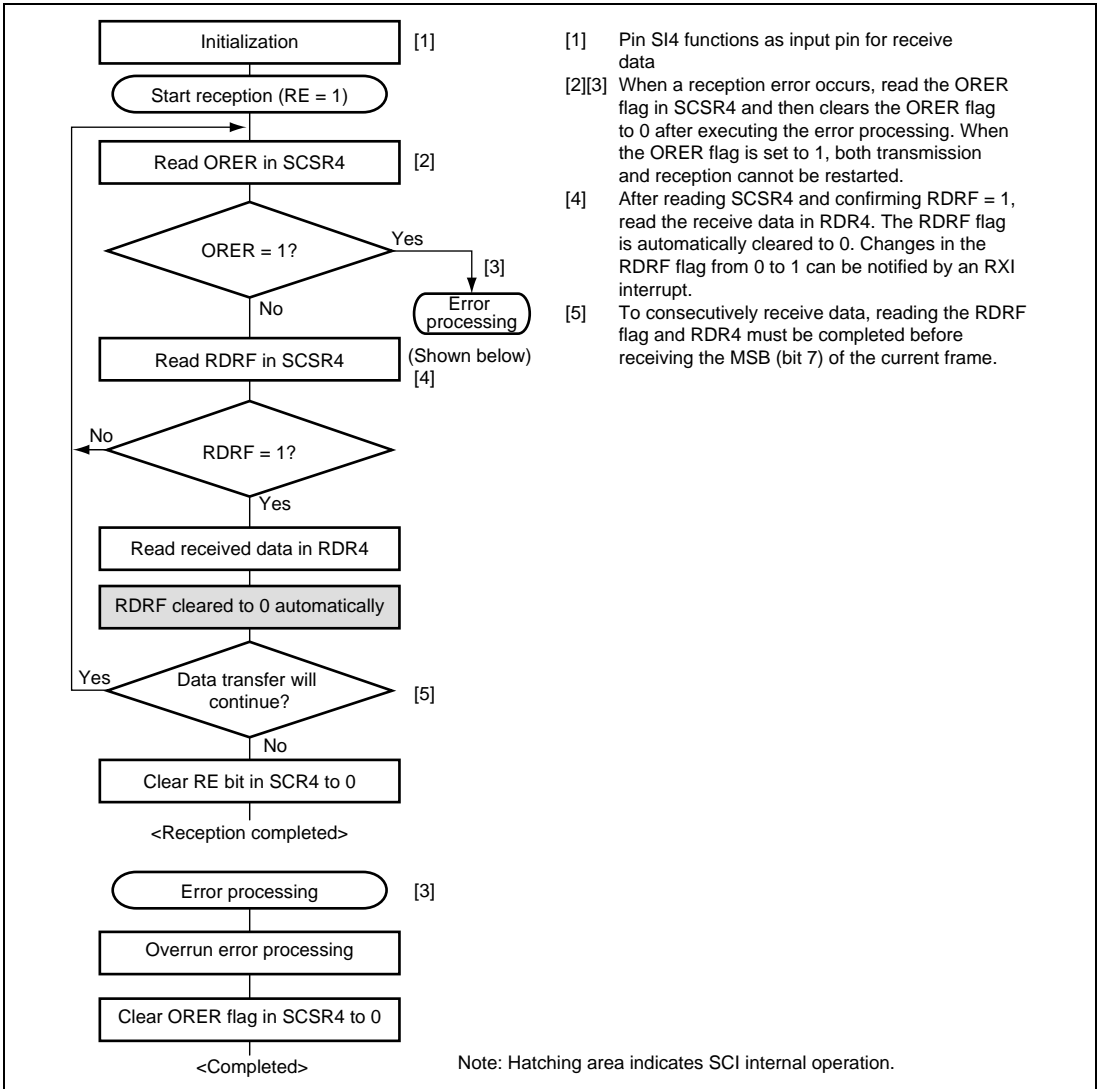 Initialization
[1]
Start reception (RE = 1)
Read ORER in SCSR4
[2]
ORER = 1?
Yes
[3]
Error
processing
(Shown below)
No
Read RDRF in SCSR4
[4]
No
RDRF = 1?
Yes
Read received data in RDR4
RDRF cleared to 0 automatically
Yes
Data transfer will
continue?
[5]
No
Clear RE bit in SCR4 to 0
<Reception completed>
Error processing
[3]
Overrun error processing
Clear ORER flag in SCSR4 to 0
<Completed>
[1] Pin SI4 functions as input pin for receive
data
[2][3] When a reception error occurs, read the ORER
flag in SCSR4 and then clears the ORER flag
to 0 after executing the error processing. When
the ORER flag is set to 1, both transmission
and reception cannot be restarted.
[4] After reading SCSR4 and confirming RDRF = 1,
read the receive data in RDR4. The RDRF flag
is automatically cleared to 0. Changes in the
RDRF flag from 0 to 1 can be notified by an RXI
interrupt.
[5] To consecutively receive data, reading the RDRF
flag and RDR4 must be completed before
receiving the MSB (bit 7) of the current frame.
Note: Hatching area indicates SCI internal operation.